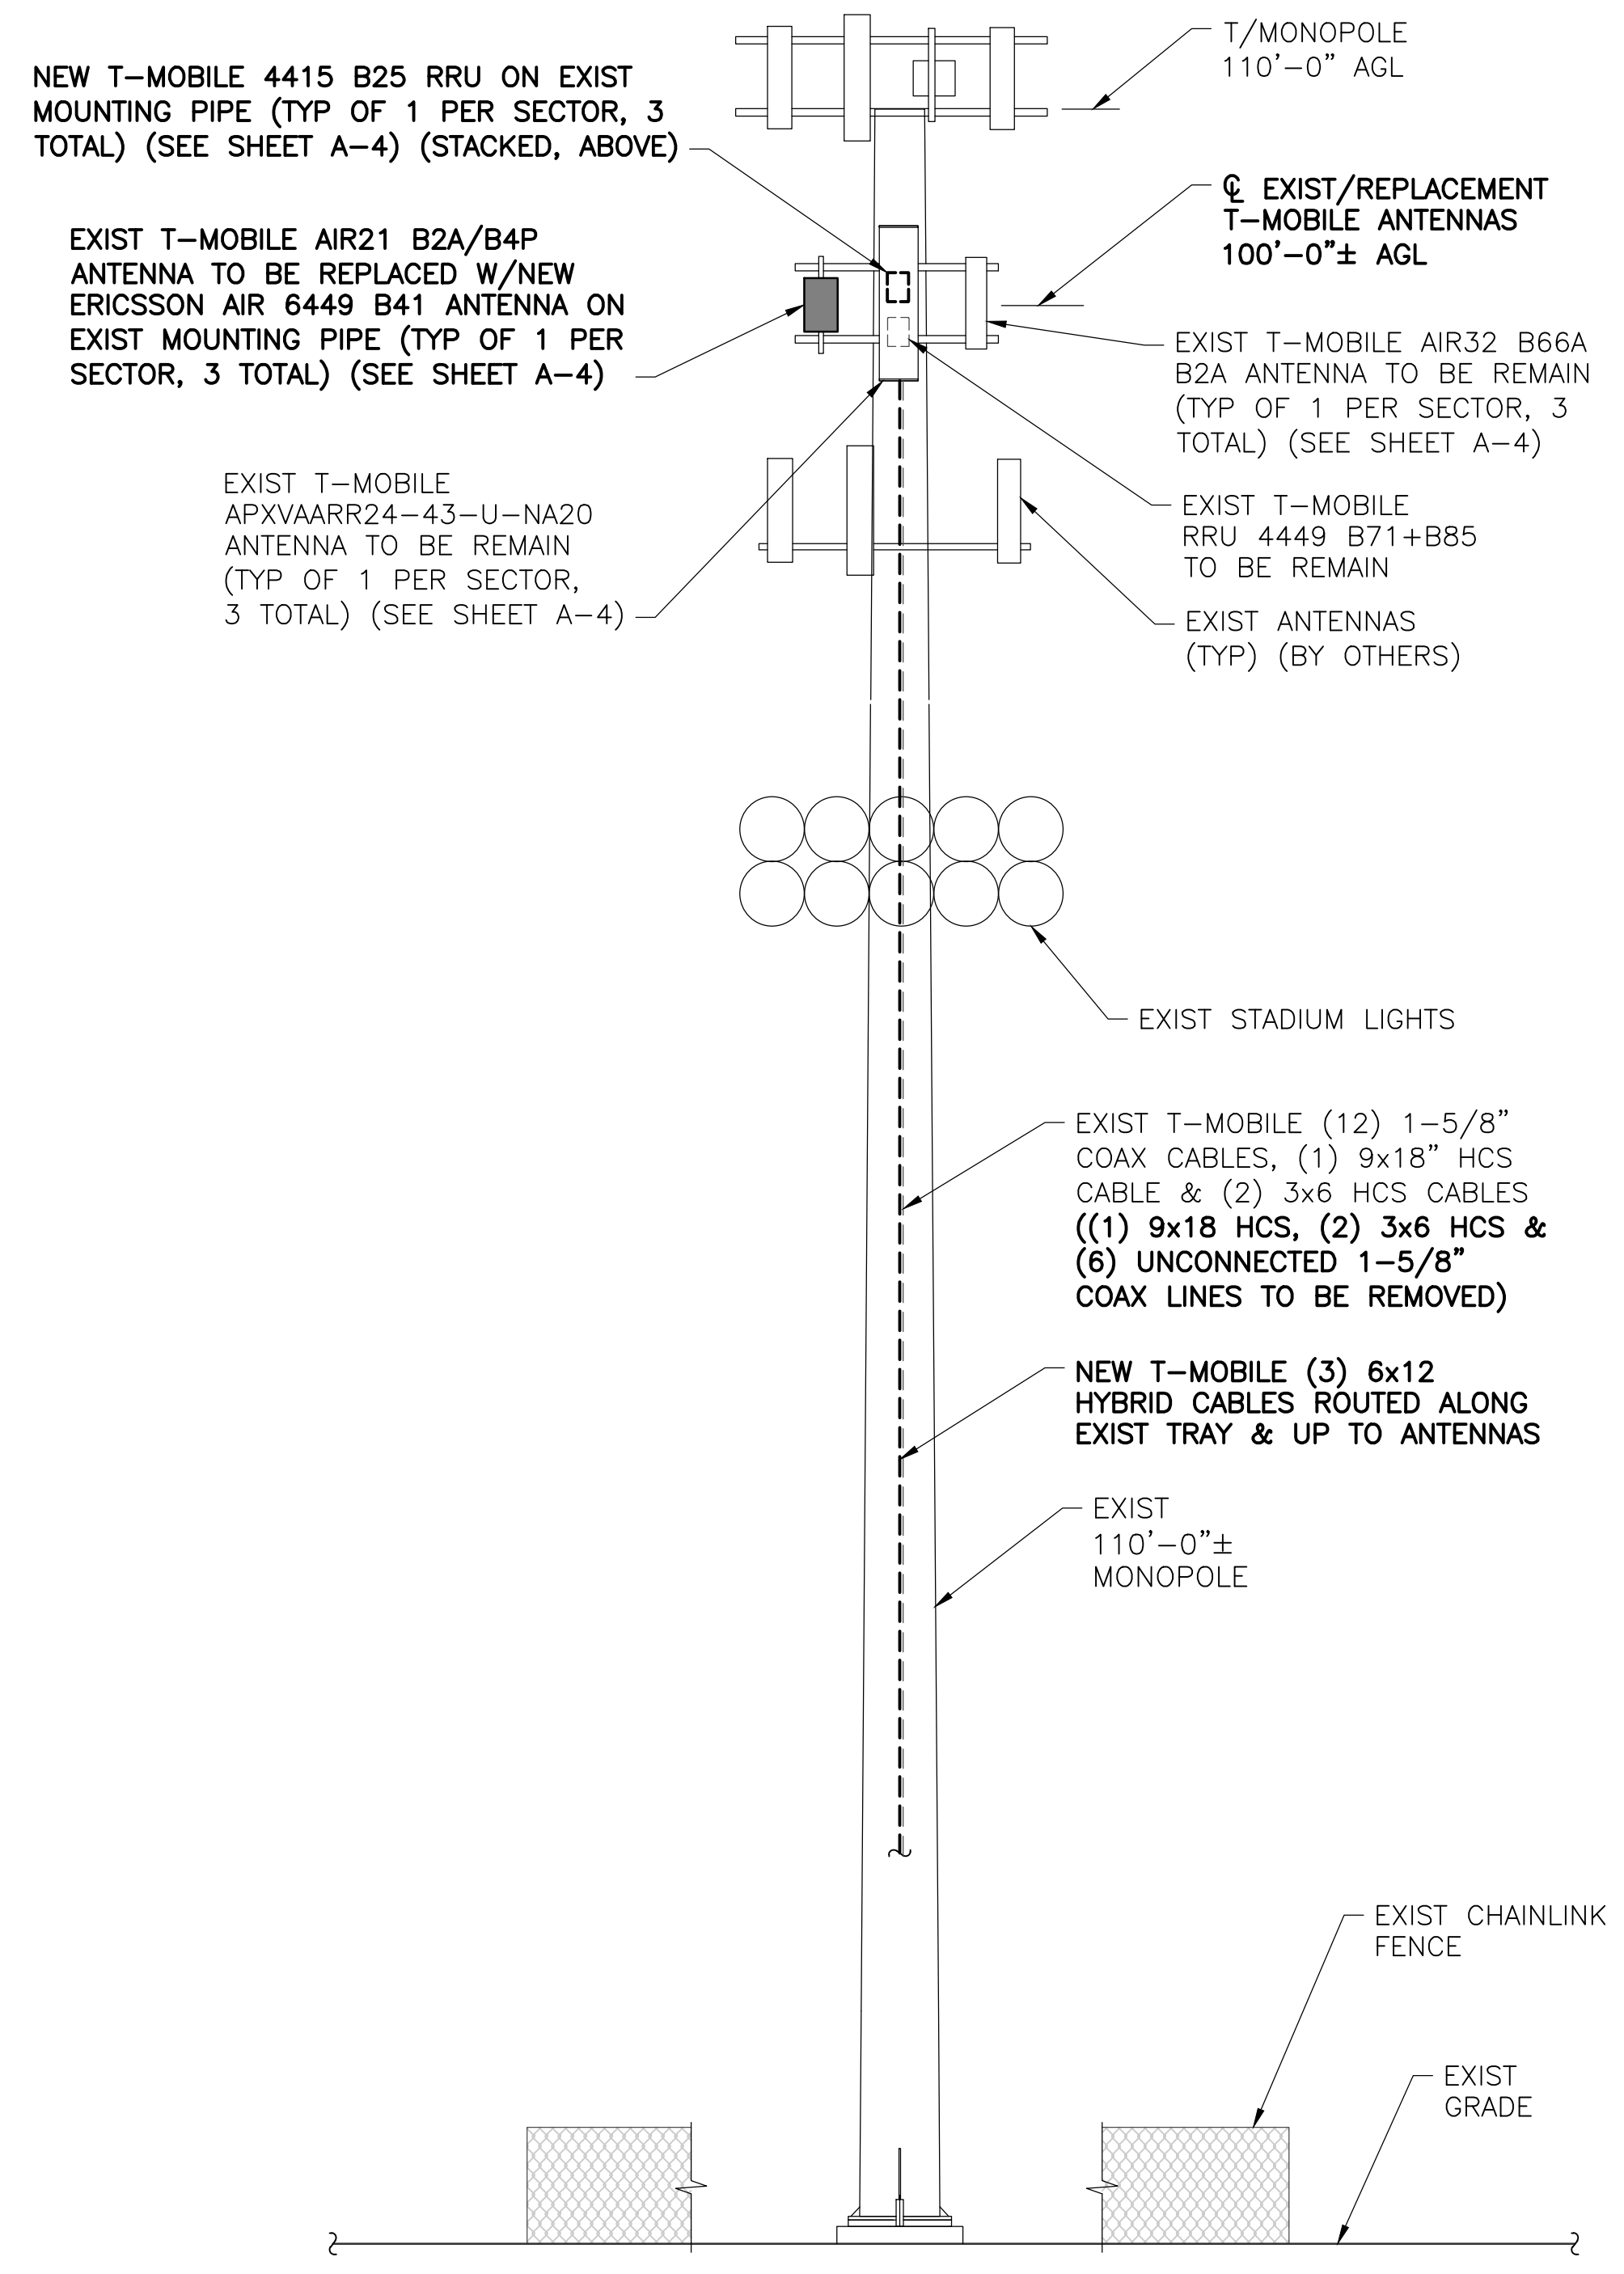 T/MONOPOLE
110'-0" AGL
NEW T-MOBILE 4415 B25 RRU ON EXIST
MOUNTING PIPE (TYP OF 1 PER SECTOR, 3
TOTAL) (SEE SHEET A-4) (STACKED, ABOVE)
℄ EXIST/REPLACEMENT
T-MOBILE ANTENNAS
100'-0"± AGL
EXIST T-MOBILE AIR21 B2A/B4P
ANTENNA TO BE REPLACED W/NEW
ERICSSON AIR 6449 B41 ANTENNA ON
EXIST MOUNTING PIPE (TYP OF 1 PER
SECTOR, 3 TOTAL) (SEE SHEET A-4)
EXIST T-MOBILE AIR32 B66A
B2A ANTENNA TO BE REMAIN
(TYP OF 1 PER SECTOR, 3
TOTAL) (SEE SHEET A-4)
EXIST T-MOBILE
APXVAARR24-43-U-NA20
ANTENNA TO BE REMAIN
(TYP OF 1 PER SECTOR,
3 TOTAL) (SEE SHEET A-4)
EXIST T-MOBILE
RRU 4449 B71+B85
TO BE REMAIN
EXIST ANTENNAS
(TYP) (BY OTHERS)
EXIST STADIUM LIGHTS
EXIST T-MOBILE (12) 1-5/8"
COAX CABLES, (1) 9x18" HCS
CABLE & (2) 3x6 HCS CABLES
((1) 9x18 HCS, (2) 3x6 HCS &
(6) UNCONNECTED 1-5/8"
COAX LINES TO BE REMOVED)
NEW T-MOBILE (3) 6x12
HYBRID CABLES ROUTED ALONG
EXIST TRAY & UP TO ANTENNAS
EXIST
110'-0"±
MONOPOLE
EXIST CHAINLINK
FENCE
EXIST
GRADE